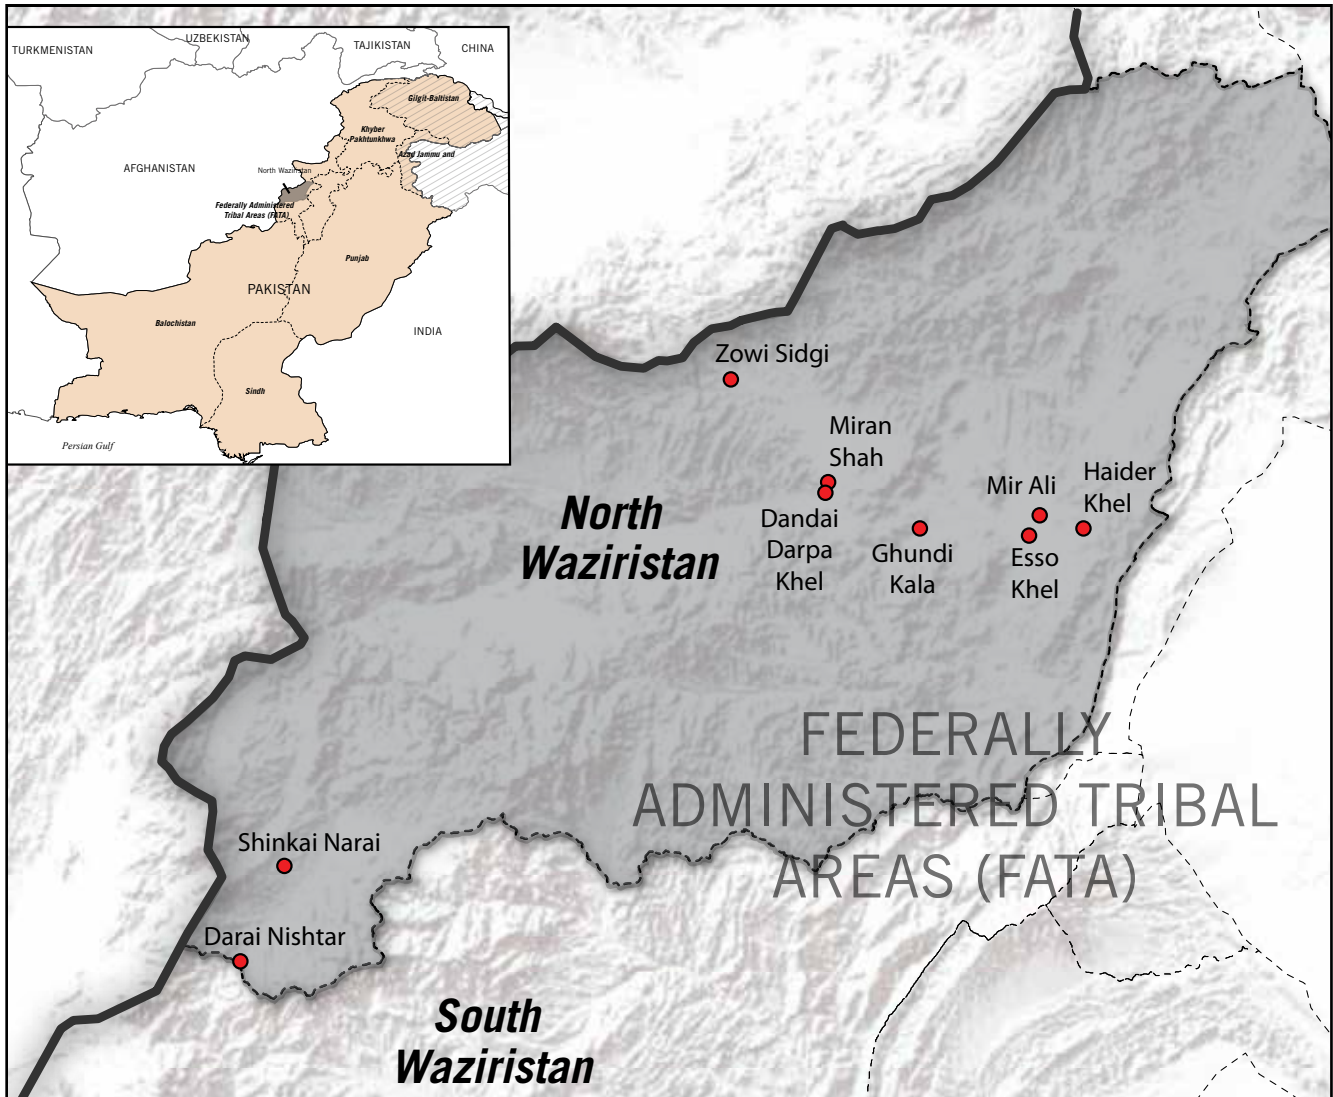 TURKMENISTAN
UZBEKISTAN
TAJIKISTAN
CHINA
Gilgit-Baltistan
Khyber
Pakhtunkhwa
Azad Jammu and
AFGHANISTAN
North Waziristan
Federally Administered
Tribal Areas (FATA)
Punjab
PAKISTAN
Balochistan
INDIA
Sindh
Persian Gulf
Zowi Sidgi
Miran
Shah
Dandai
Darpa
Khel
Ghundi
Kala
Mir Ali
Esso
Khel
Haider
Khel
North
Waziristan
FEDERALLY
ADMINISTERED TRIBAL
AREAS (FATA)
Shinkai Narai
Darai Nishtar
South
Waziristan